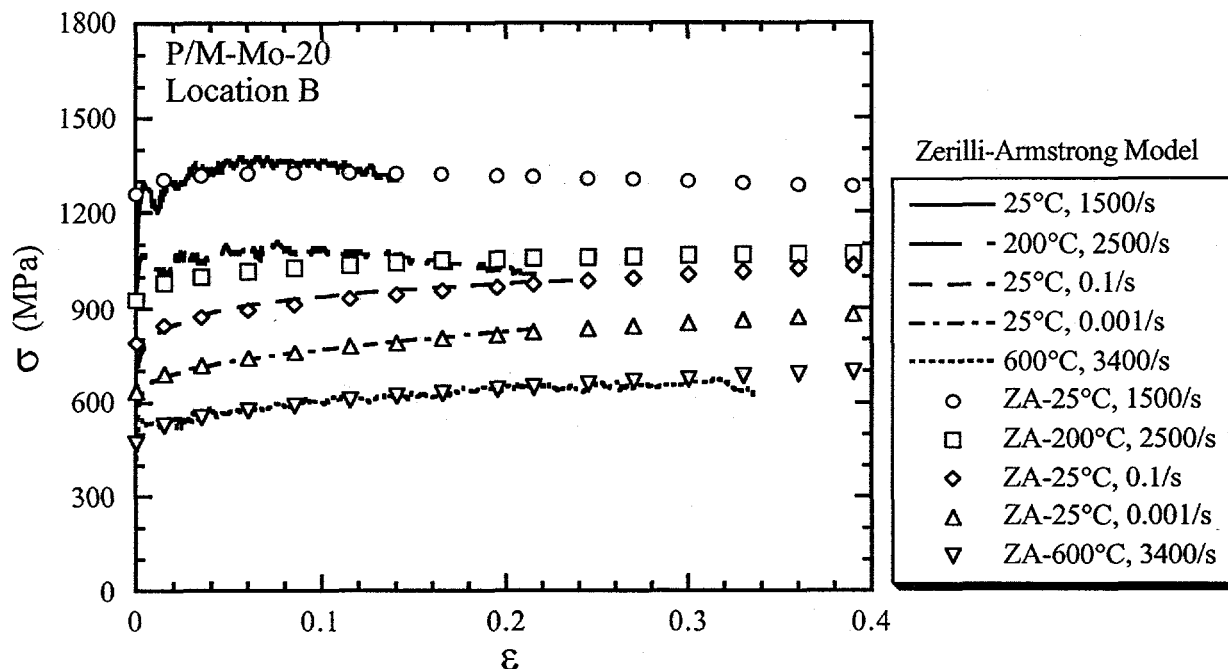 1800
1500
1200
900
600
300
0
σ (MPa)
P/M-Mo-20
Location B
0
0.1
0.2
0.3
0.4
ε
Zerilli-Armstrong Model
25°C, 1500/s
200°C, 2500/s
25°C, 0.1/s
25°C, 0.001/s
600°C, 3400/s
ZA-25°C, 1500/s
ZA-200°C, 2500/s
ZA-25°C, 0.1/s
ZA-25°C, 0.001/s
ZA-600°C, 3400/s